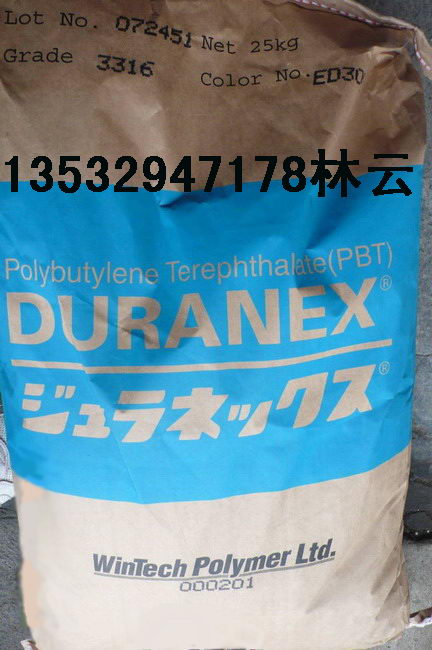 Lot No. 072451 Net 25kg
Grade 3316 Color No. ED30
13532947178林云
Polybutylene Terephthalate(PBT)
DURANEX®
ジュラネックス®
WinTech Polymer Ltd.
000201